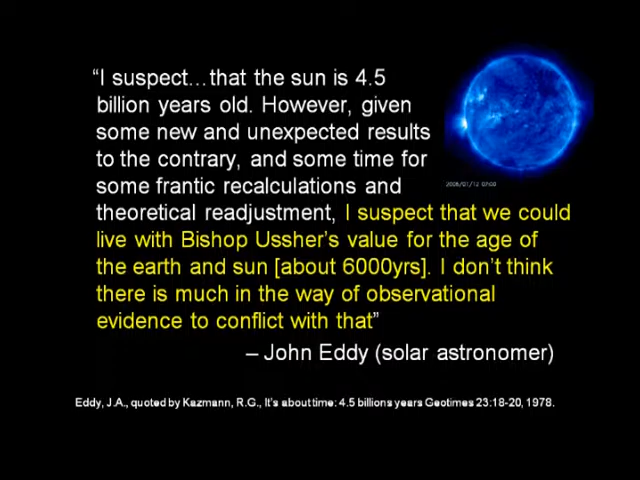 “I suspect…that the sun is 4.5
billion years old. However, given
some new and unexpected results
to the contrary, and some time for
some frantic recalculations and
2006/01/12 07:00
theoretical readjustment, I suspect that we could
live with Bishop Ussher’s value for the age of
the earth and sun [about 6000yrs]. I don’t think
there is much in the way of observational
evidence to conflict with that”
– John Eddy (solar astronomer)
Eddy, J.A., quoted by Kazmann, R.G., It’s about time: 4.5 billions years Geotimes 23:18-20, 1978.